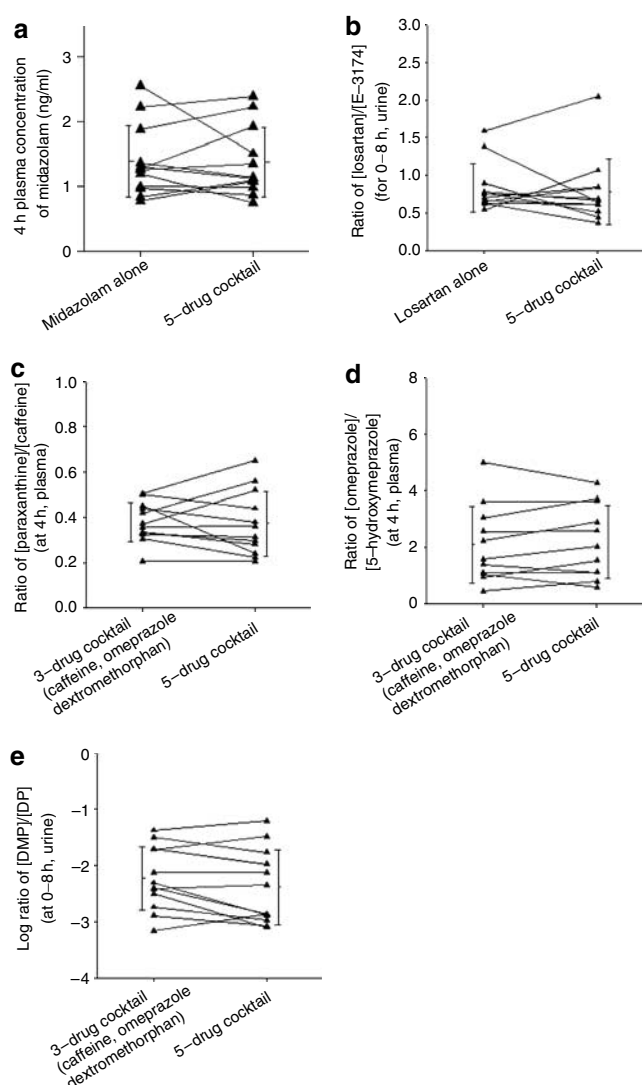 a
4 h plasma concentration
of midazolam (ng/ml)
3
2
1
0
Midazolam alone
5–drug cocktail
b
Ratio of [losartan]/[E–3174]
(for 0–8 h, urine)
3.0
2.5
2.0
1.5
1.0
0.5
0.0
Losartan alone
5–drug cocktail
c
Ratio of [paraxanthine]/[caffeine]
(at 4 h, plasma)
1.0
0.8
0.6
0.4
0.2
0.0
3–drug cocktail
(caffeine, omeprazole
dextromethorphan)
5–drug cocktail
d
Ratio of [omeprazole]/
[5–hydroxymeprazole]
(at 4 h, plasma)
8
6
4
2
0
3–drug cocktail
(caffeine, omeprazole
dextromethorphan)
5–drug cocktail
e
Log ratio of [DMP]/[DP]
(at 0–8 h, urine)
0
–1
–2
–3
–4
3–drug cocktail
(caffeine, omeprazole
dextromethorphan)
5–drug cocktail